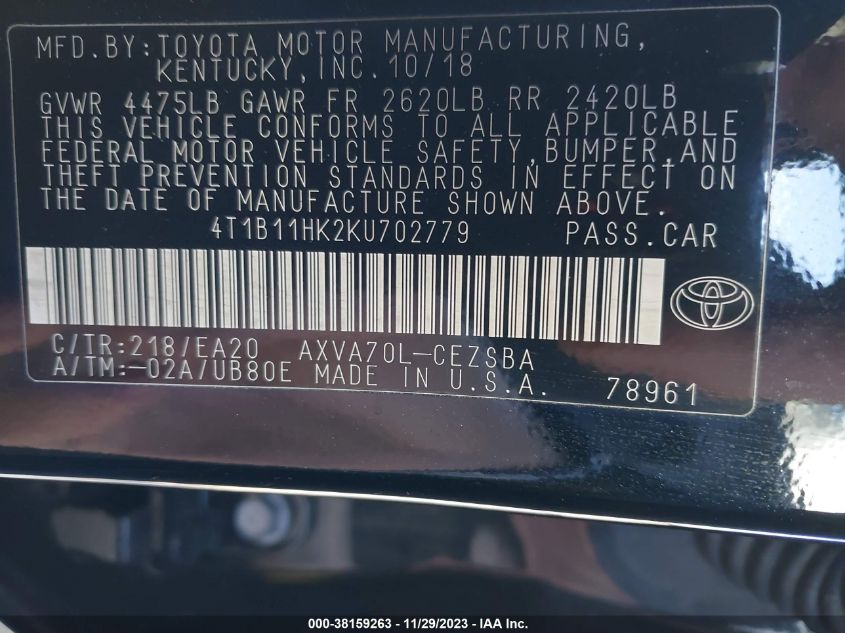 MFD.BY:TOYOTA MOTOR MANUFACTURING,
KENTUCKY,INC.10/18
GVWR 4475LB GAWR FR 2620LB RR 2420LB
THIS VEHICLE CONFORMS TO ALL APPLICABLE
FEDERAL MOTOR VEHICLE SAFETY,BUMPER,AND
THEFT PREVENTION STANDARDS IN EFFECT ON
THE DATE OF MANUFACTURE SHOWN ABOVE.
4T1B11HK2KU702779 PASS.CAR
C/TR:218/EA20 AXVA70L-CEZSBA
A/TM:-02A/UB80E MADE IN U.S.A. 78961
000-38159263 - 11/29/2023 - IAA Inc.